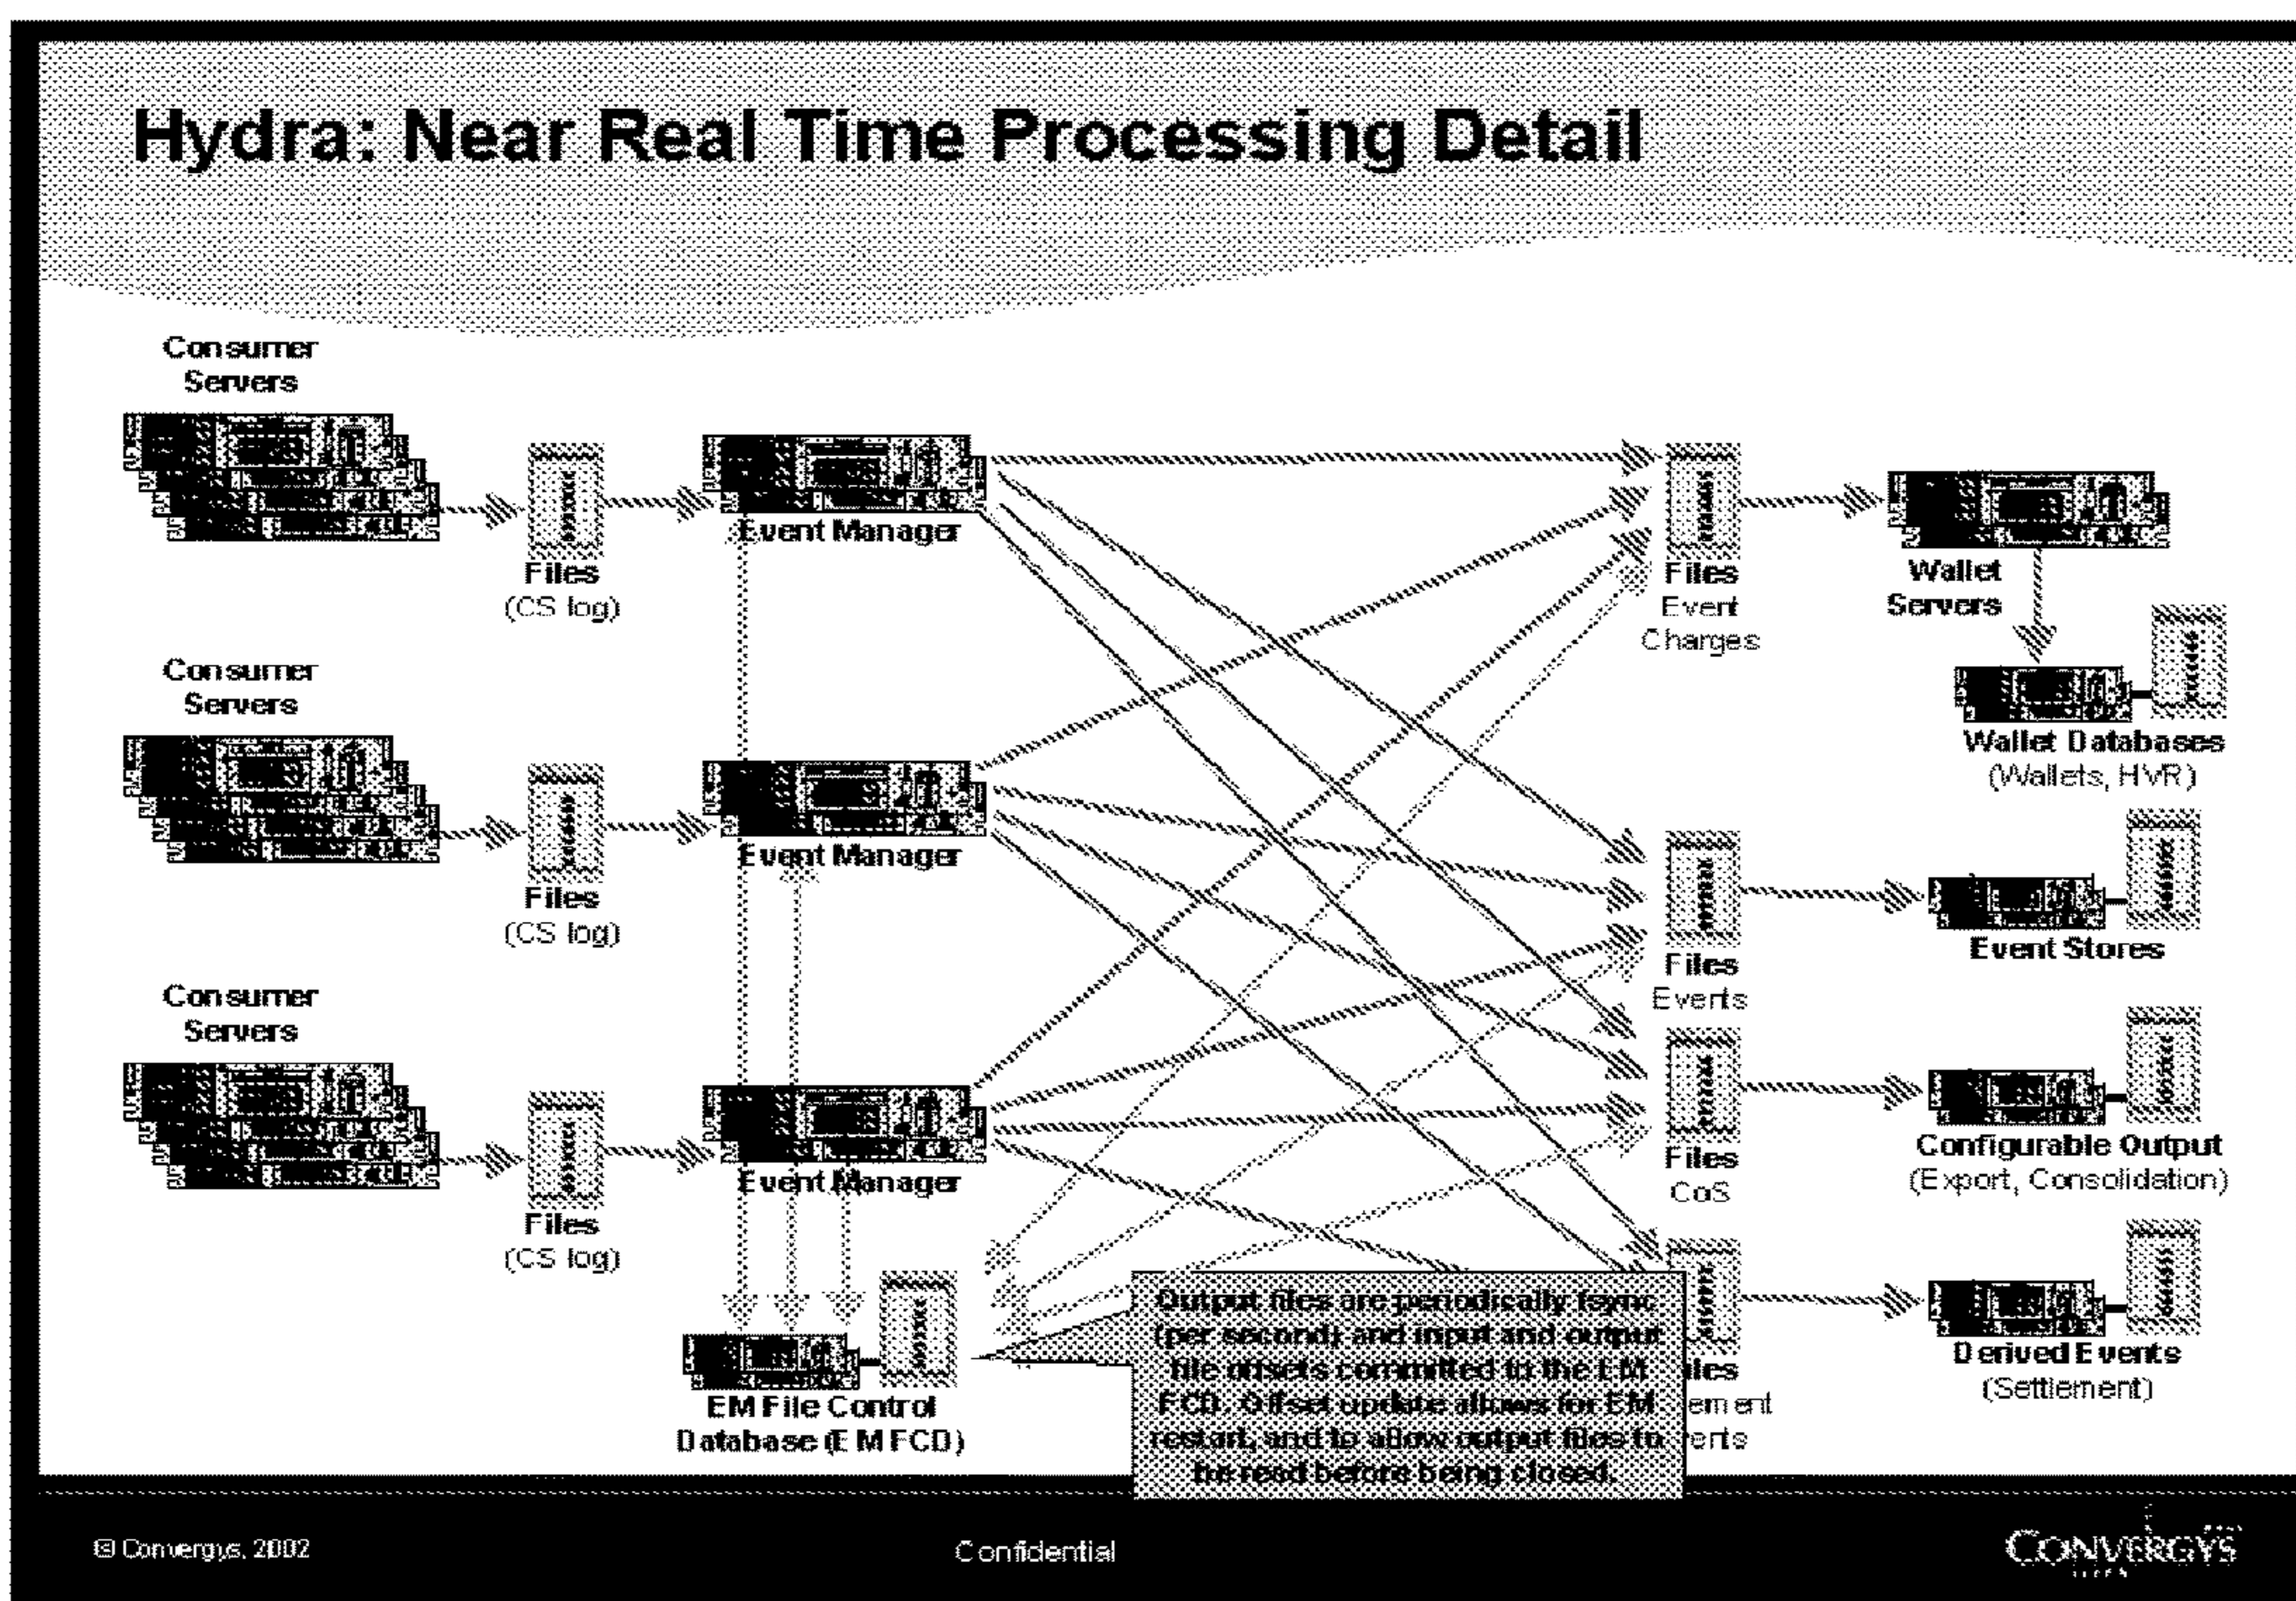 Hydra: Near Real Time Processing Detail
Consumer
Servers
Files
(CS log)
Event Manager
Files
Event
Charges
Wallet
Servers
Wallet Databases
(Wallets, HVR)
Consumer
Servers
Files
(CS log)
Event Manager
Files
Events
Event Stores
Consumer
Servers
Files
(CS log)
Event Manager
Files
CoS
Configurable Output
(Export, Consolidation)
EM File Control
Database (EM FCD)
Output files are periodically fsync
(per second) and input and output
file offsets committed to the EM
FCD. Offset update allows for EM
restart, and to allow output files to
be read before being closed.
Derived Events
(Settlement)
© Convergys, 2002
Confidential
CONVERGYS